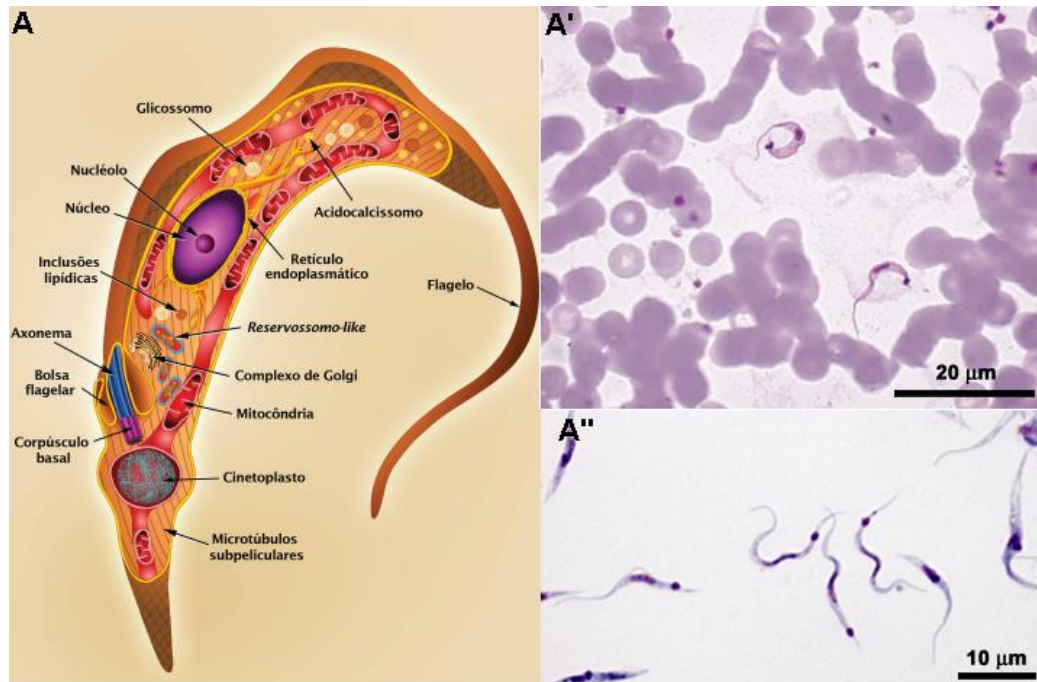 A
Glicossomo
Nucléolo
Núcleo
Acidocalcissomo
Inclusões
lipídicas
Retículo
endoplasmático
Flagelo
Reservossomo-like
Axonema
Complexo de Golgi
Bolsa
flagelar
Mitocôndria
Corpúsculo
basal
Cinetoplasto
Microtúbulos
subpeliculares
A'
20 μm
A"
10 μm